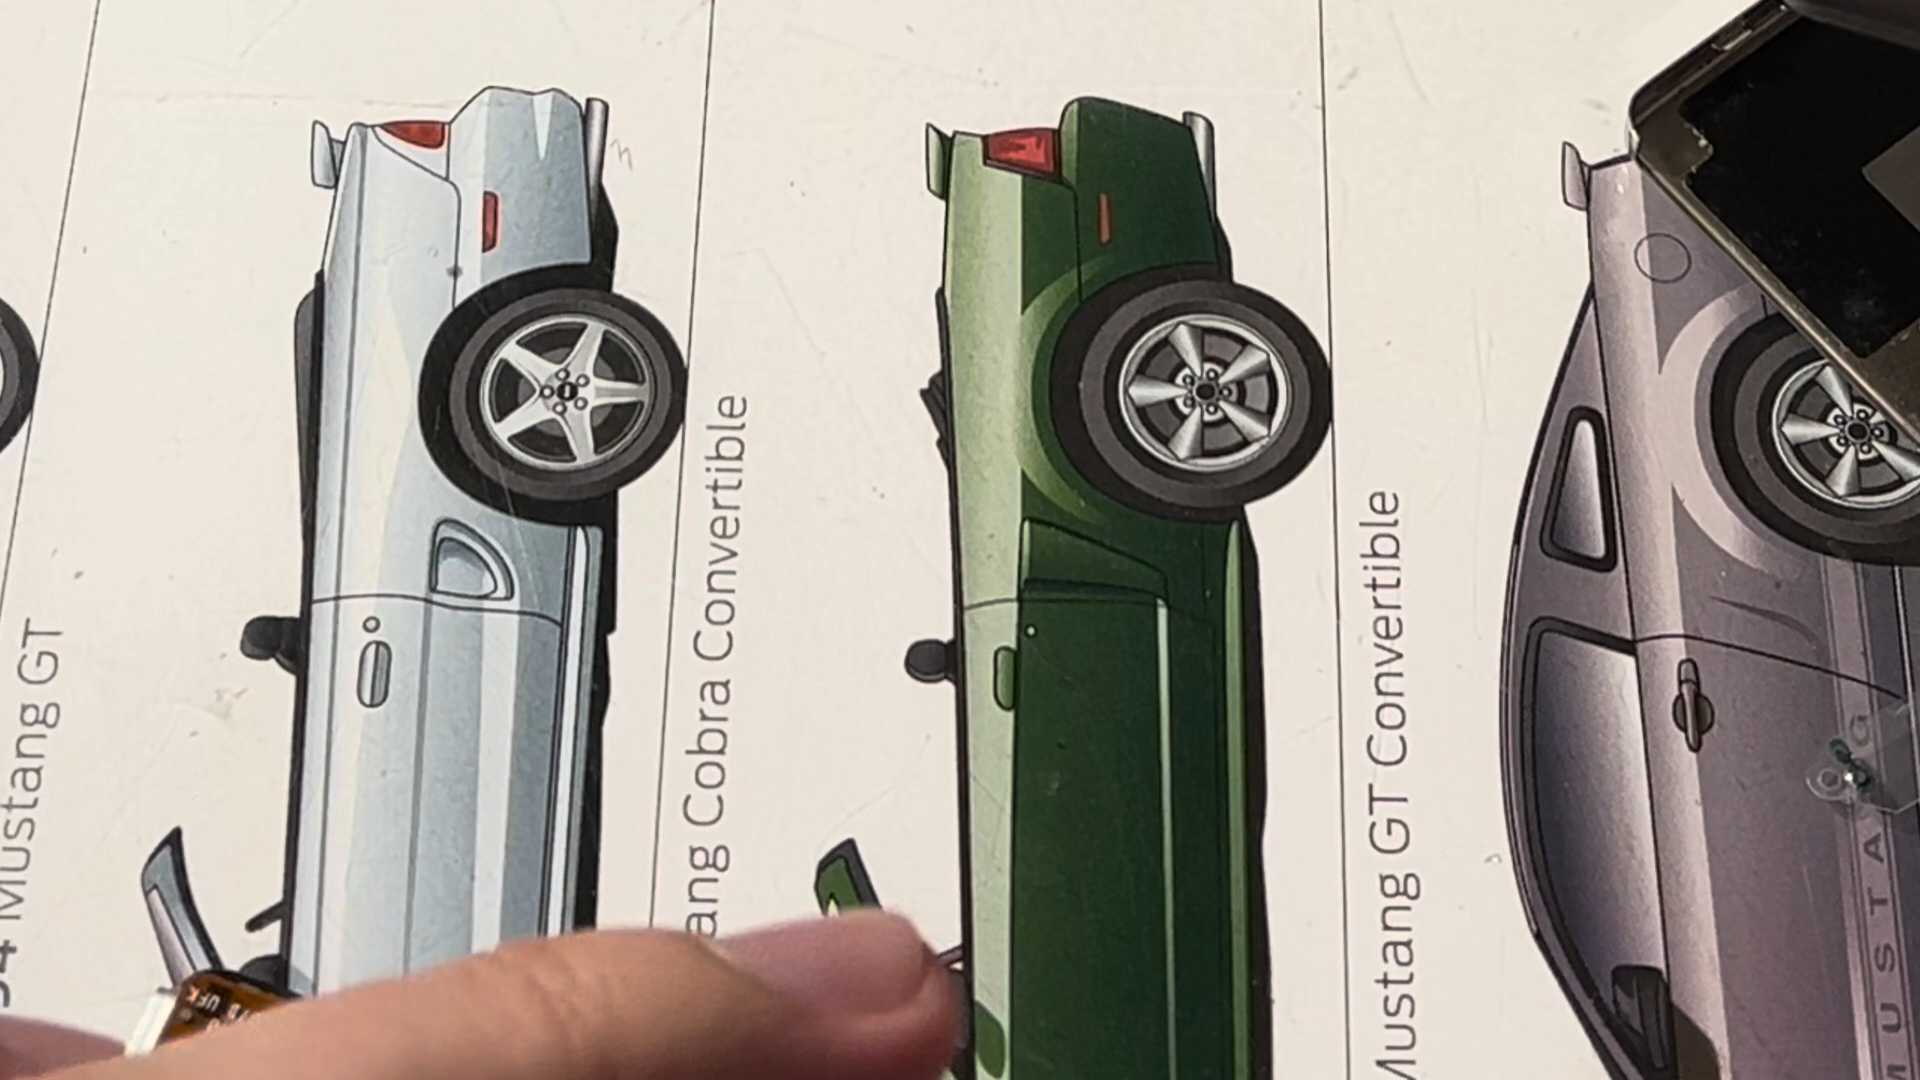 Mustang GT
ang Cobra Convertible
Mustang GT Convertible
MUSTANG